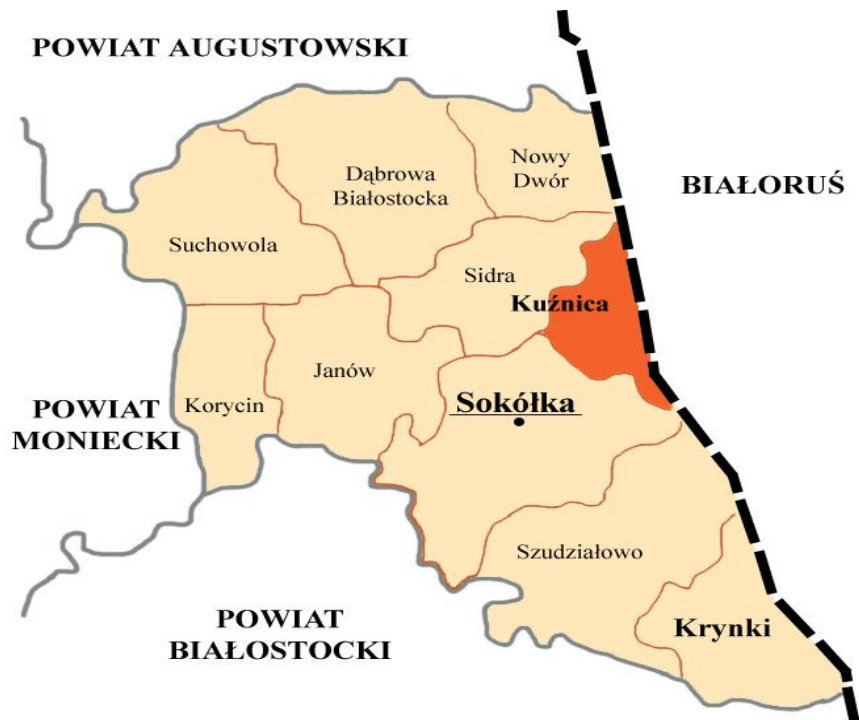 POWIAT AUGUSTOWSKI
Nowy
Dwór
Dąbrowa
Białostocka
BIAŁORUŚ
Suchowola
Sidra
Kuźnica
Janów
Korycin
Sokółka
POWIAT
MONIECKI
Szudziałowo
POWIAT
BIAŁOSTOCKI
Krynki